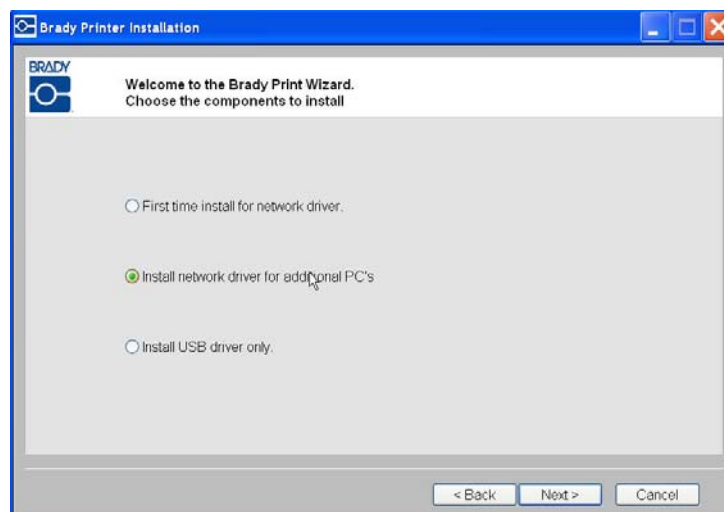 Brady Printer Installation
BRADY
Welcome to the Brady Print Wizard.
Choose the components to install
First time install for network driver.
Install network driver for additional PC's
Install USB driver only.
< Back
Next >
Cancel